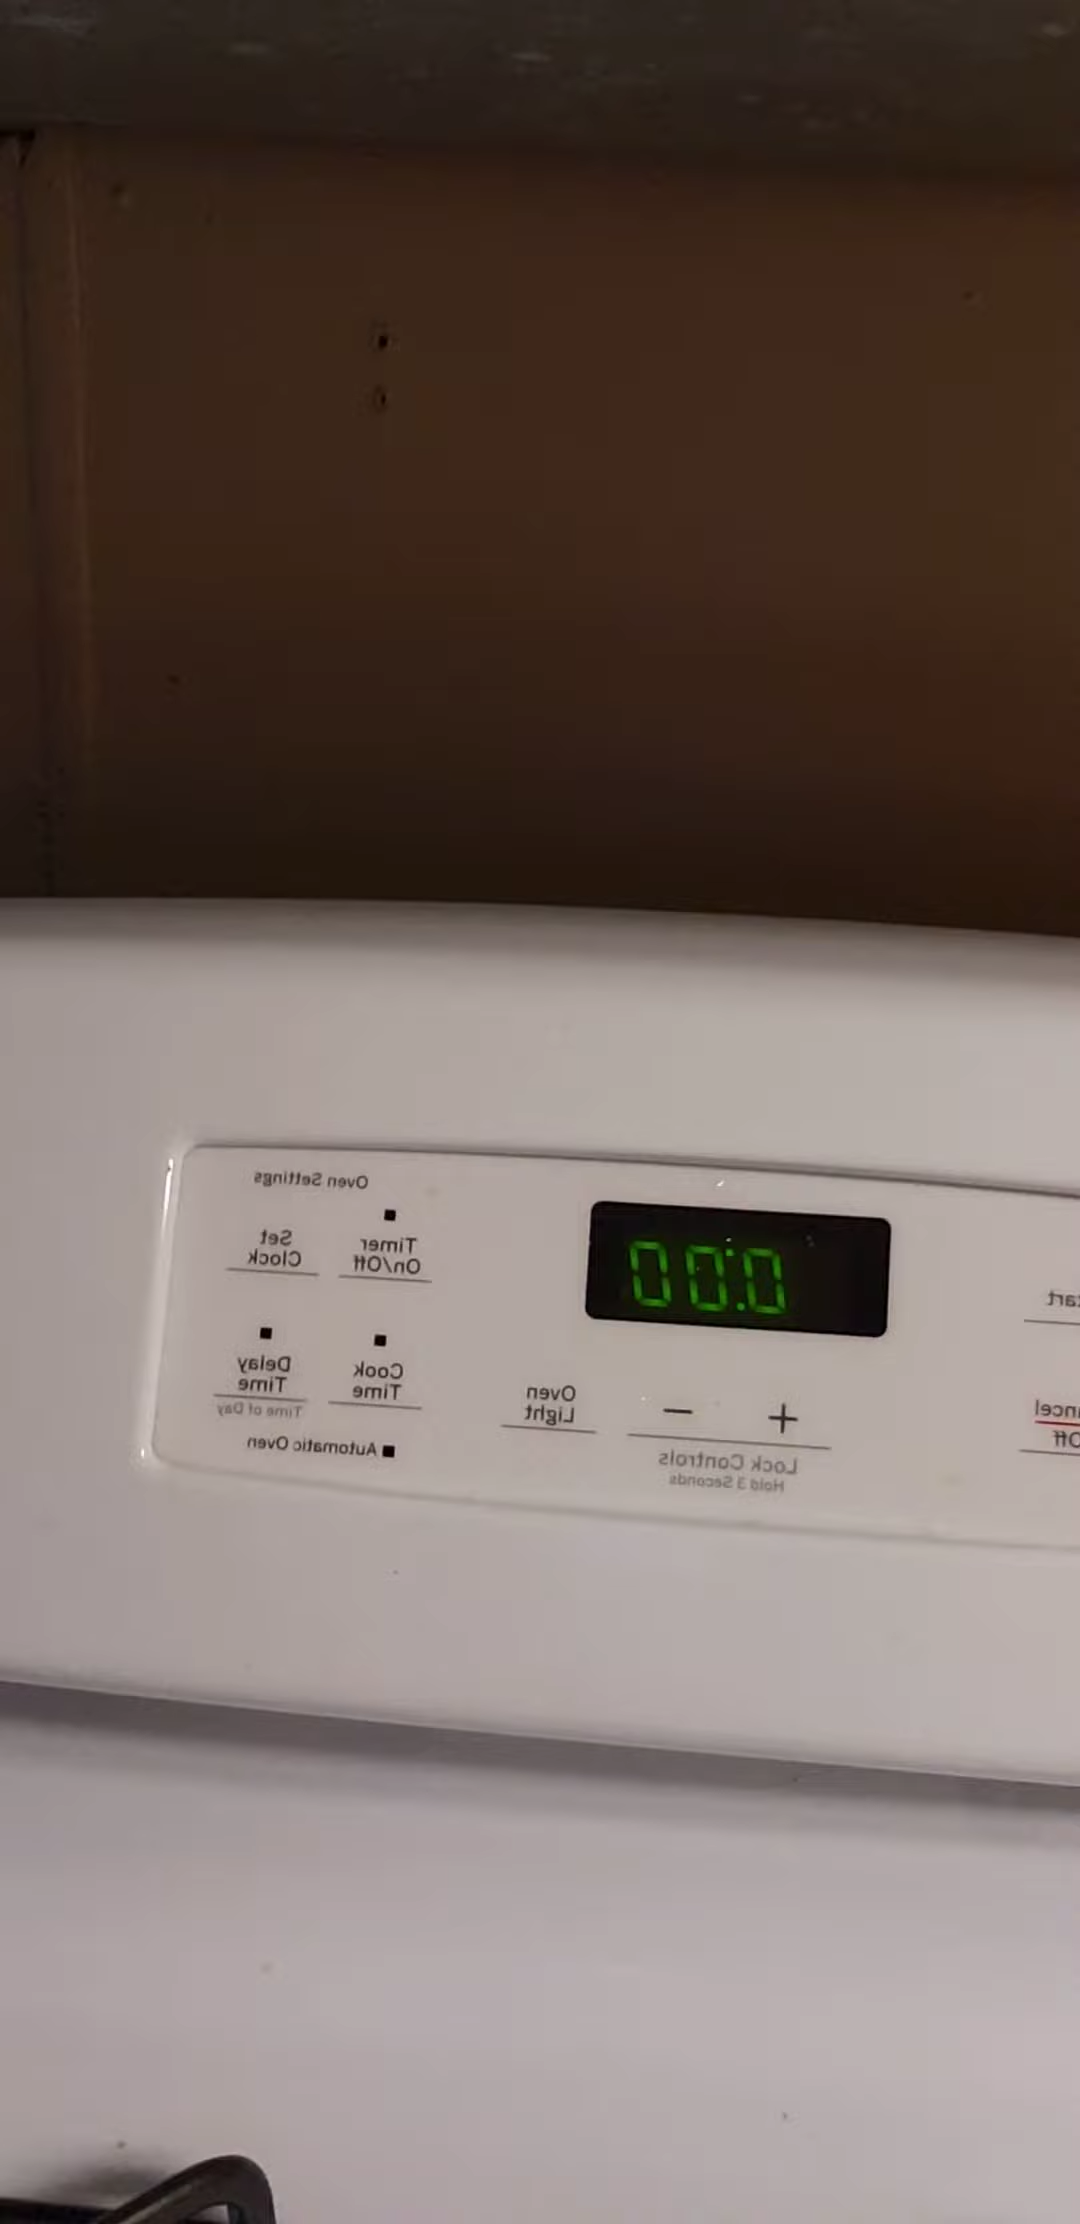 Oven Settings
Timer
On/Off
Set
Clock
Cook
Time
Delay
Time
Time of Day
Automatic Oven
0:00
Oven
Light
+ −
Lock Controls
Hold 3 Seconds
Off